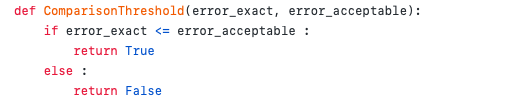 def ComparisonThreshold(error_exact, error_acceptable):
    if error_exact <= error_acceptable :
        return True
    else :
        return False